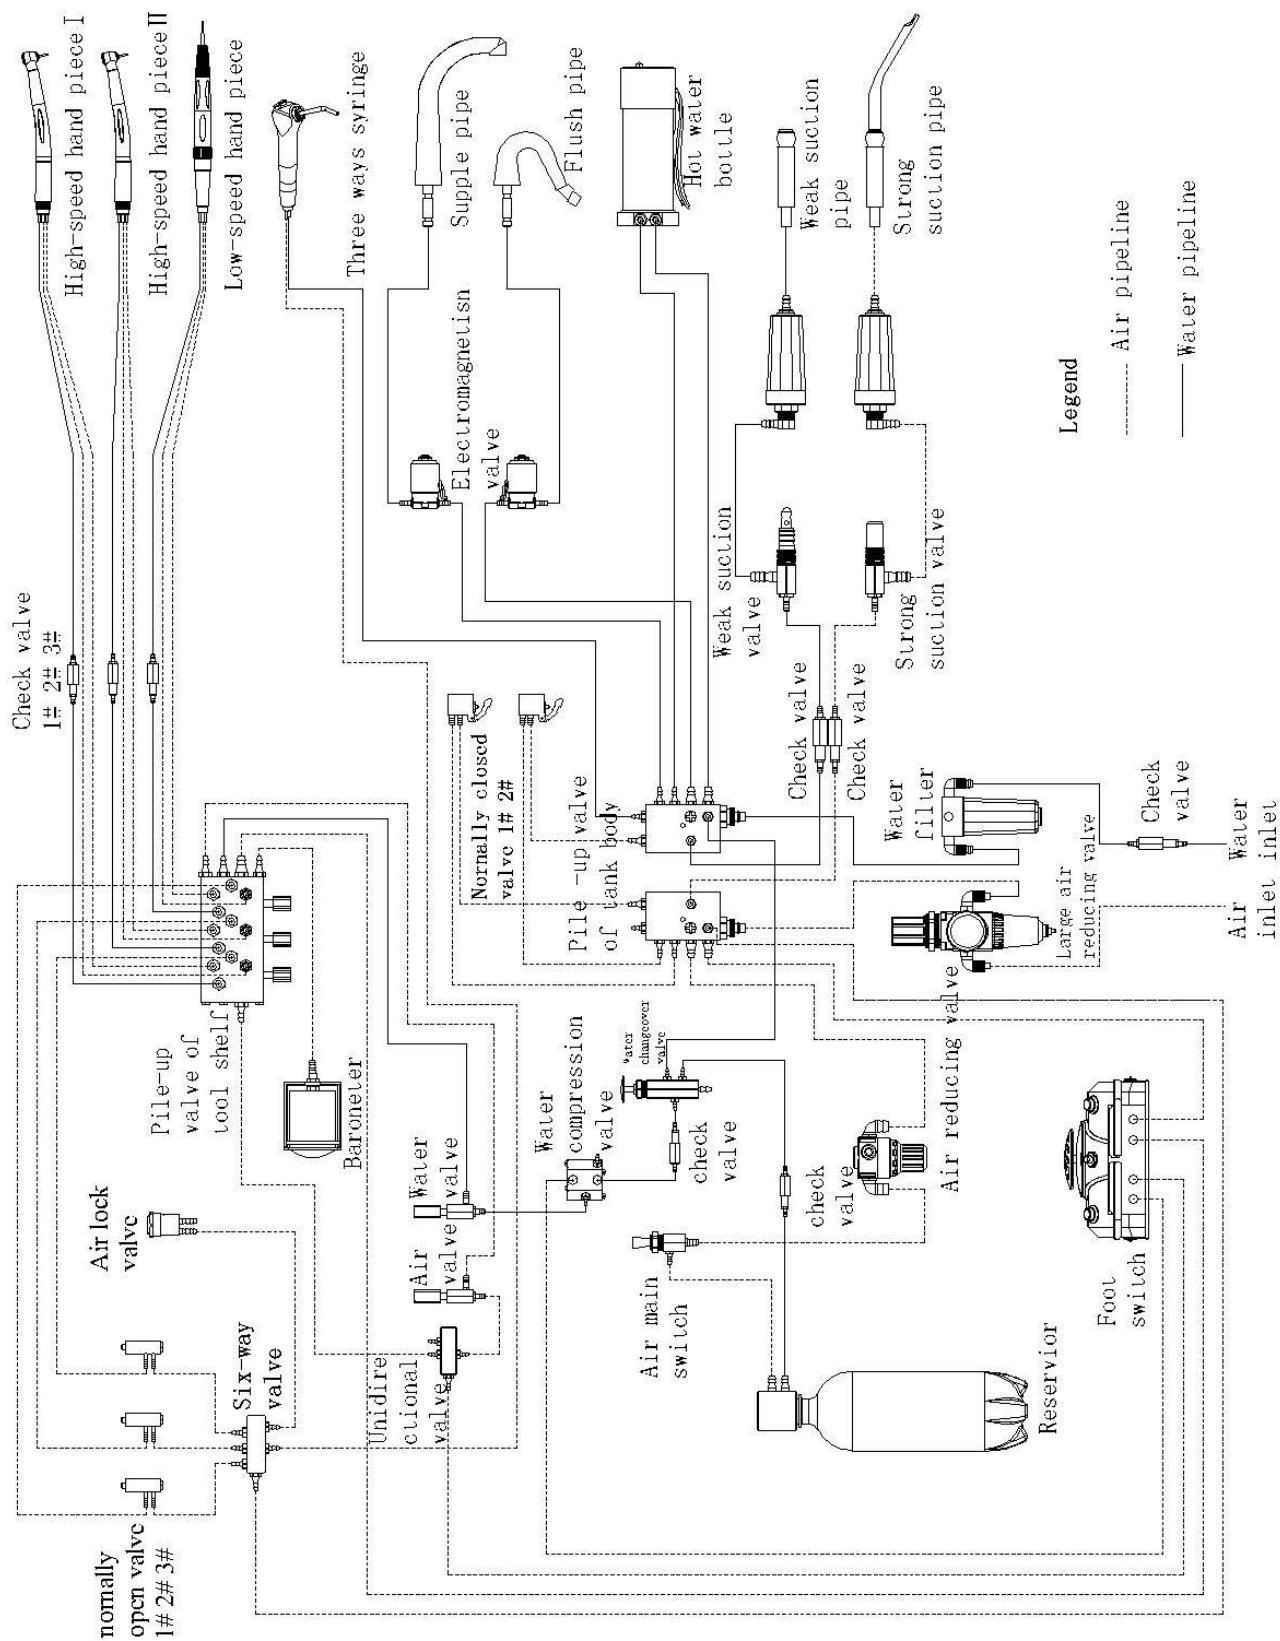 High-speed hand piece I
High-speed hand piece II
Low-speed hand piece
Three ways syringe
Supple pipe
Flush pipe
Hot water
bottle
Weak suction
pipe
Strong
suction pipe
Check valve
1# 2# 3#
Electromagnetisn
valve
Weak suction
valve
Strong
suction valve
Legend
Air pipeline
Water pipeline
Nornally closed
valve 1# 2#
Pile -up valve
of tank body
Check valve
Check valve
Water
filter
Large air
reducing valve
Check
valve
Water
inlet
Air
inlet
Pile-up
valve of
tool shelf
Baroneter
Water
compression
valve
Water
changeover
valve
check
valve
check
valve
Air reducing valve
Water
valve
Air
valve
Air lock
valve
Six-way
valve
Unidire
ctional
valve
Air main
switch
Reservior
Foot
switch
normally
open valve
1# 2# 3#